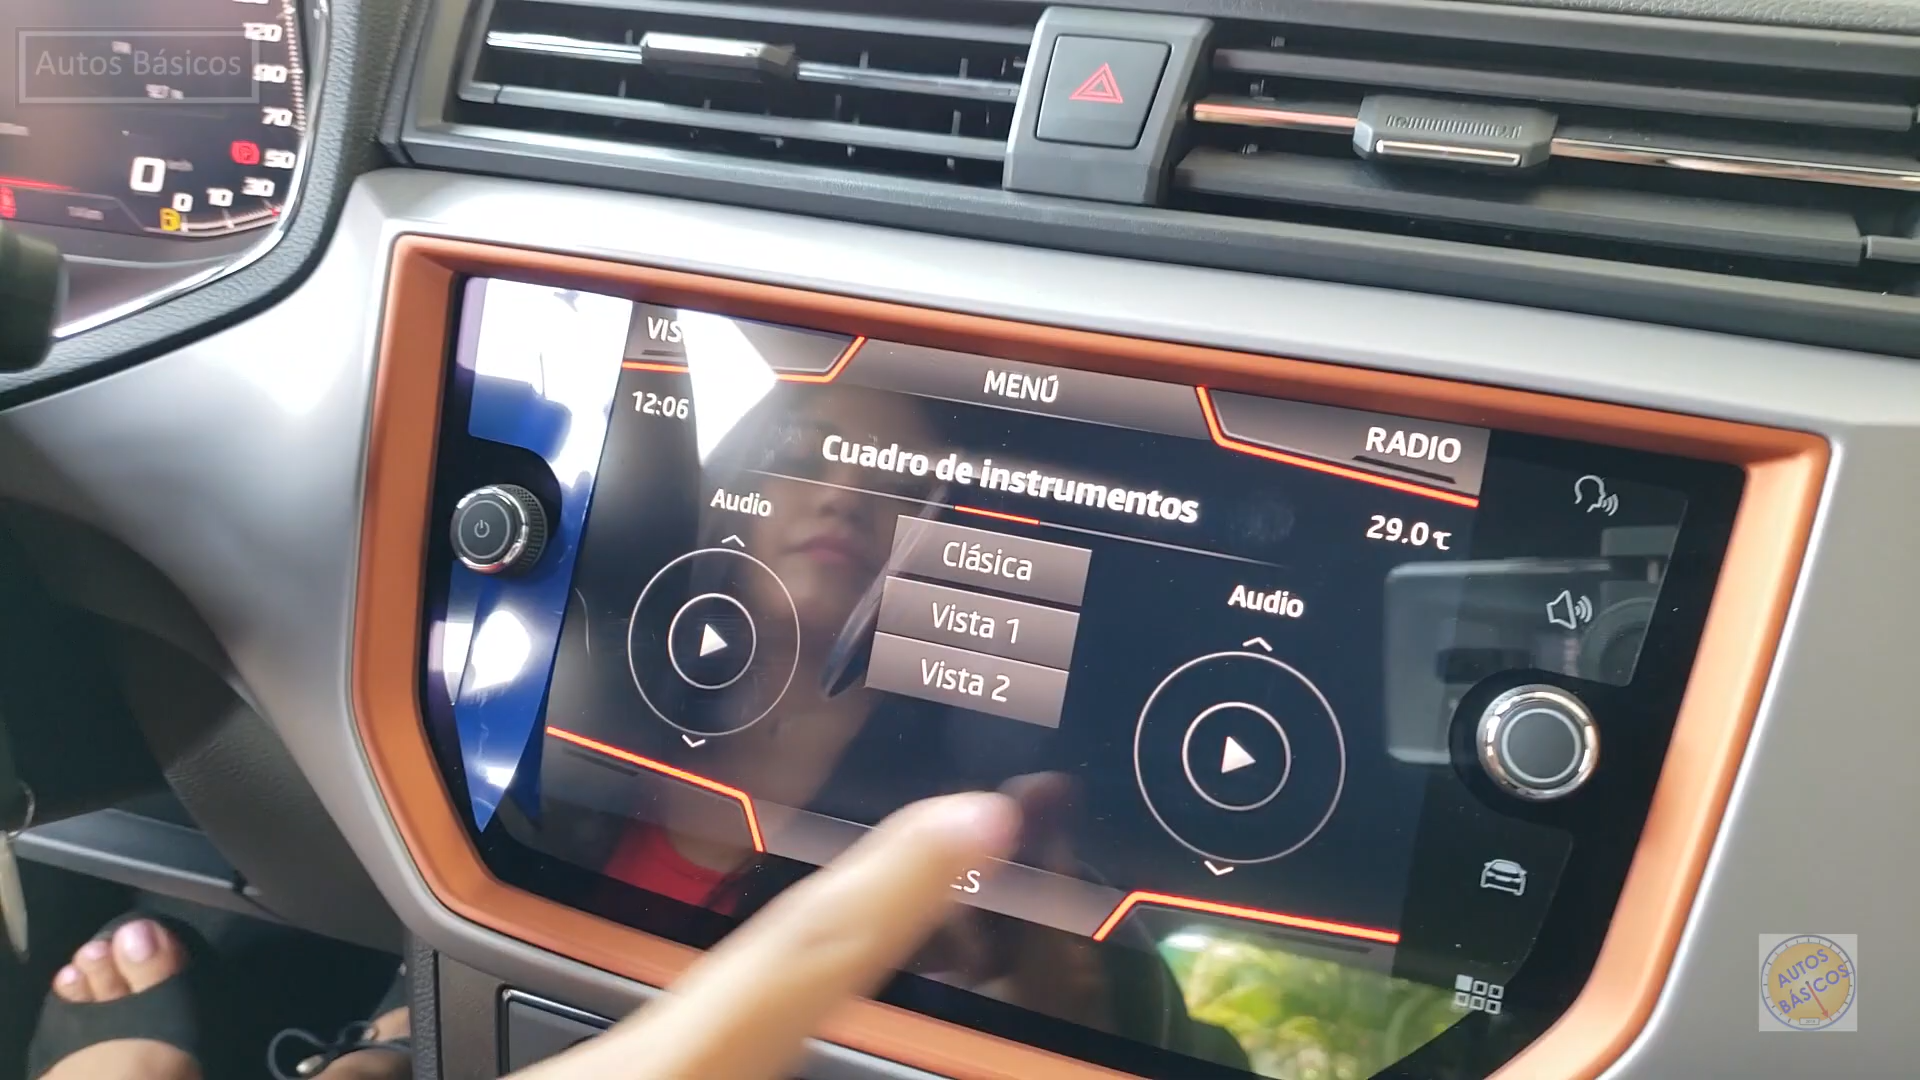 Autos Básicos
120
90
70
50
30
10
0
0
VIS
MENÚ
RADIO
12:06
Cuadro de instrumentos
29.0 °C
Audio
Clásica
Vista 1
Vista 2
Audio
ES
AUTOS
BÁSICOS